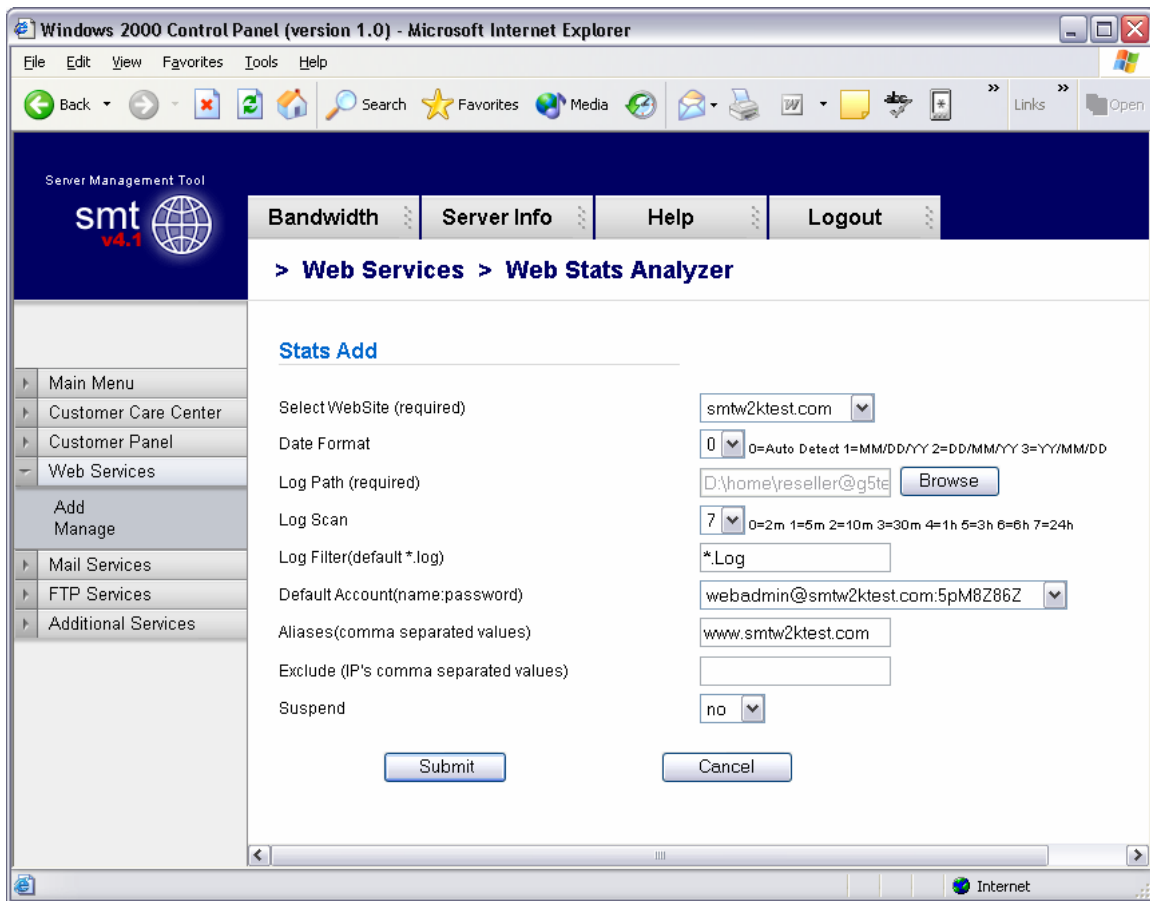 Windows 2000 Control Panel (version 1.0) - Microsoft Internet Explorer
File Edit View Favorites Tools Help
Back Search Favorites Media Links Open
Server Management Tool
smt
v4.1
Bandwidth Server Info Help Logout
> Web Services > Web Stats Analyzer
Main Menu
Customer Care Center
Customer Panel
Web Services
Add
Manage
Mail Services
FTP Services
Additional Services
Stats Add
Select WebSite (required) smtw2ktest.com
Date Format 0 0=Auto Detect 1=MM/DD/YY 2=DD/MM/YY 3=YY/MM/DD
Log Path (required) D:\home\reseller@g5te Browse
Log Scan 7 0=2m 1=5m 2=10m 3=30m 4=1h 5=3h 6=6h 7=24h
Log Filter(default *.log) *.Log
Default Account(name:password) webadmin@smtw2ktest.com:5pM8Z86Z
Aliases(comma separated values) www.smtw2ktest.com
Exclude (IP's comma separated values)
Suspend no
Submit Cancel
Internet